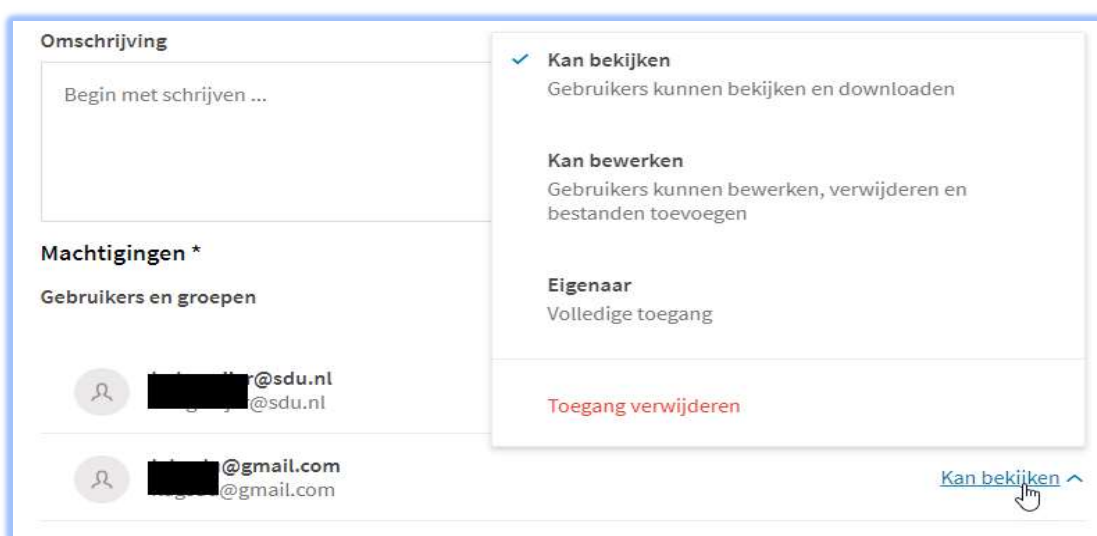 Omschrijving
Begin met schrijven ...
Kan bekijken
Gebruikers kunnen bekijken en downloaden
Kan bewerken
Gebruikers kunnen bewerken, verwijderen en
bestanden toevoegen
Eigenaar
Volledige toegang
Toegang verwijderen
Machtigingen *
Gebruikers en groepen
@sdu.nl
@sdu.nl
@gmail.com
@gmail.com
Kan bekijken